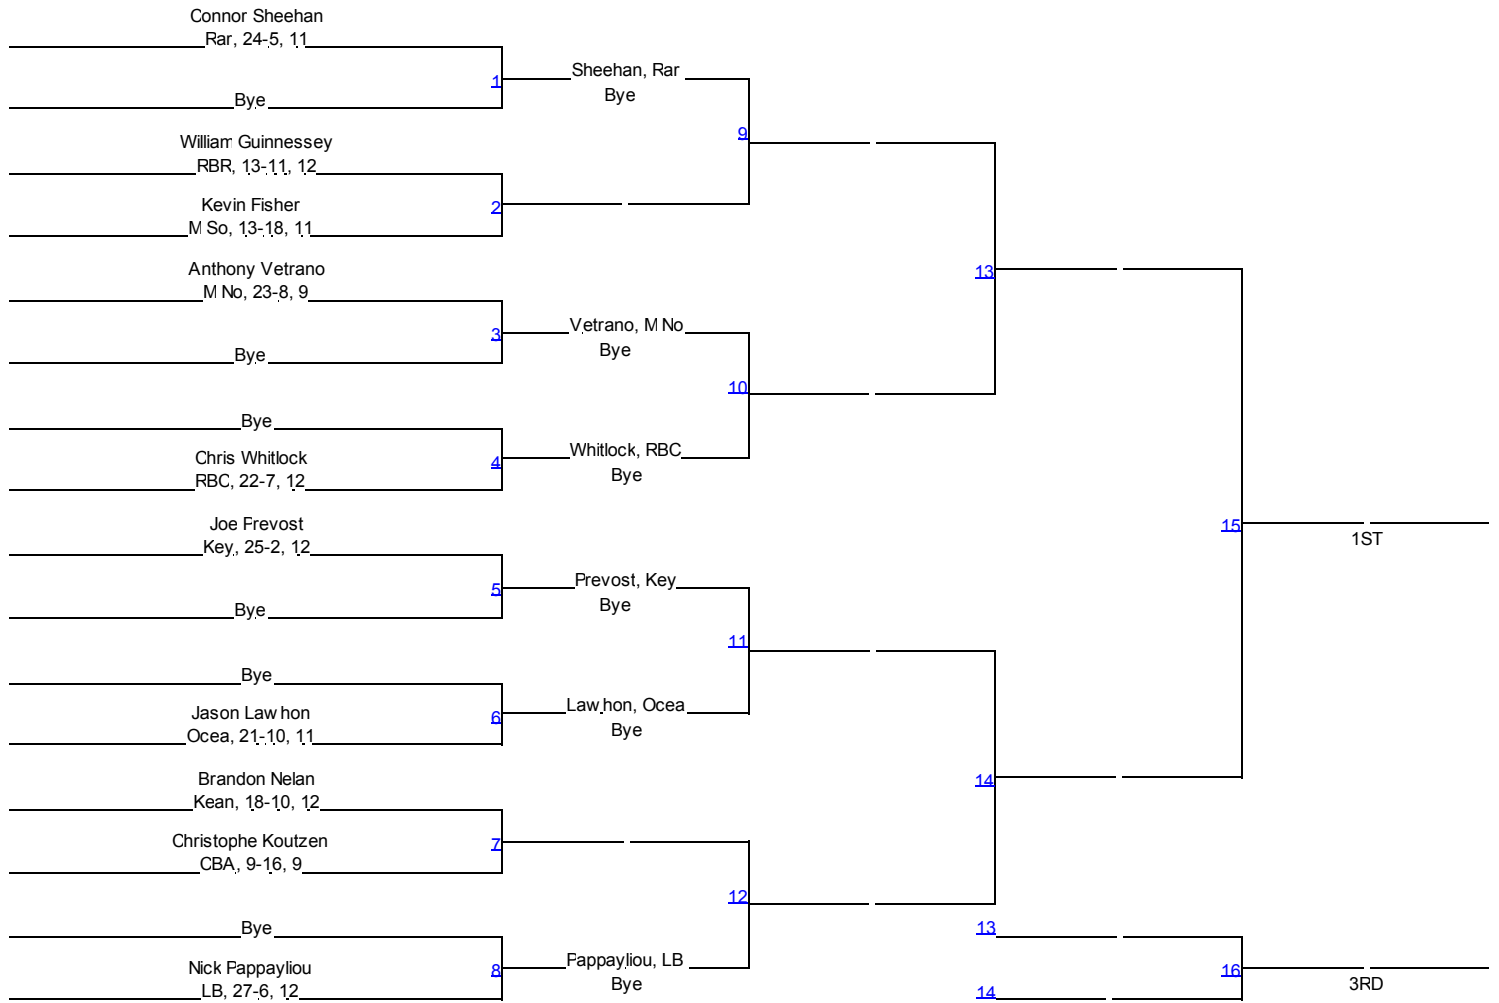 Connor Sheehan
Rar, 24-5, 11
1
Sheehan, Rar
Bye
Bye
9
William Guinnessey
RBR, 13-11, 12
2
Kevin Fisher
M So, 13-18, 11
13
Anthony Vetrano
M No, 23-8, 9
3
Vetrano, M No
Bye
Bye
10
Bye
4
Whitlock, RBC
Bye
Chris Whitlock
RBC, 22-7, 12
15
1ST
Joe Prevost
Key, 25-2, 12
5
Prevost, Key
Bye
Bye
11
Bye
6
Lawhon, Ocea
Bye
Jason Lawhon
Ocea, 21-10, 11
14
Brandon Nelan
Kean, 18-10, 12
7
Christophe Koutzen
CBA, 9-16, 9
12
Bye
13
8
Pappayliou, LB
Bye
16
3RD
Nick Pappayliou
LB, 27-6, 12
14